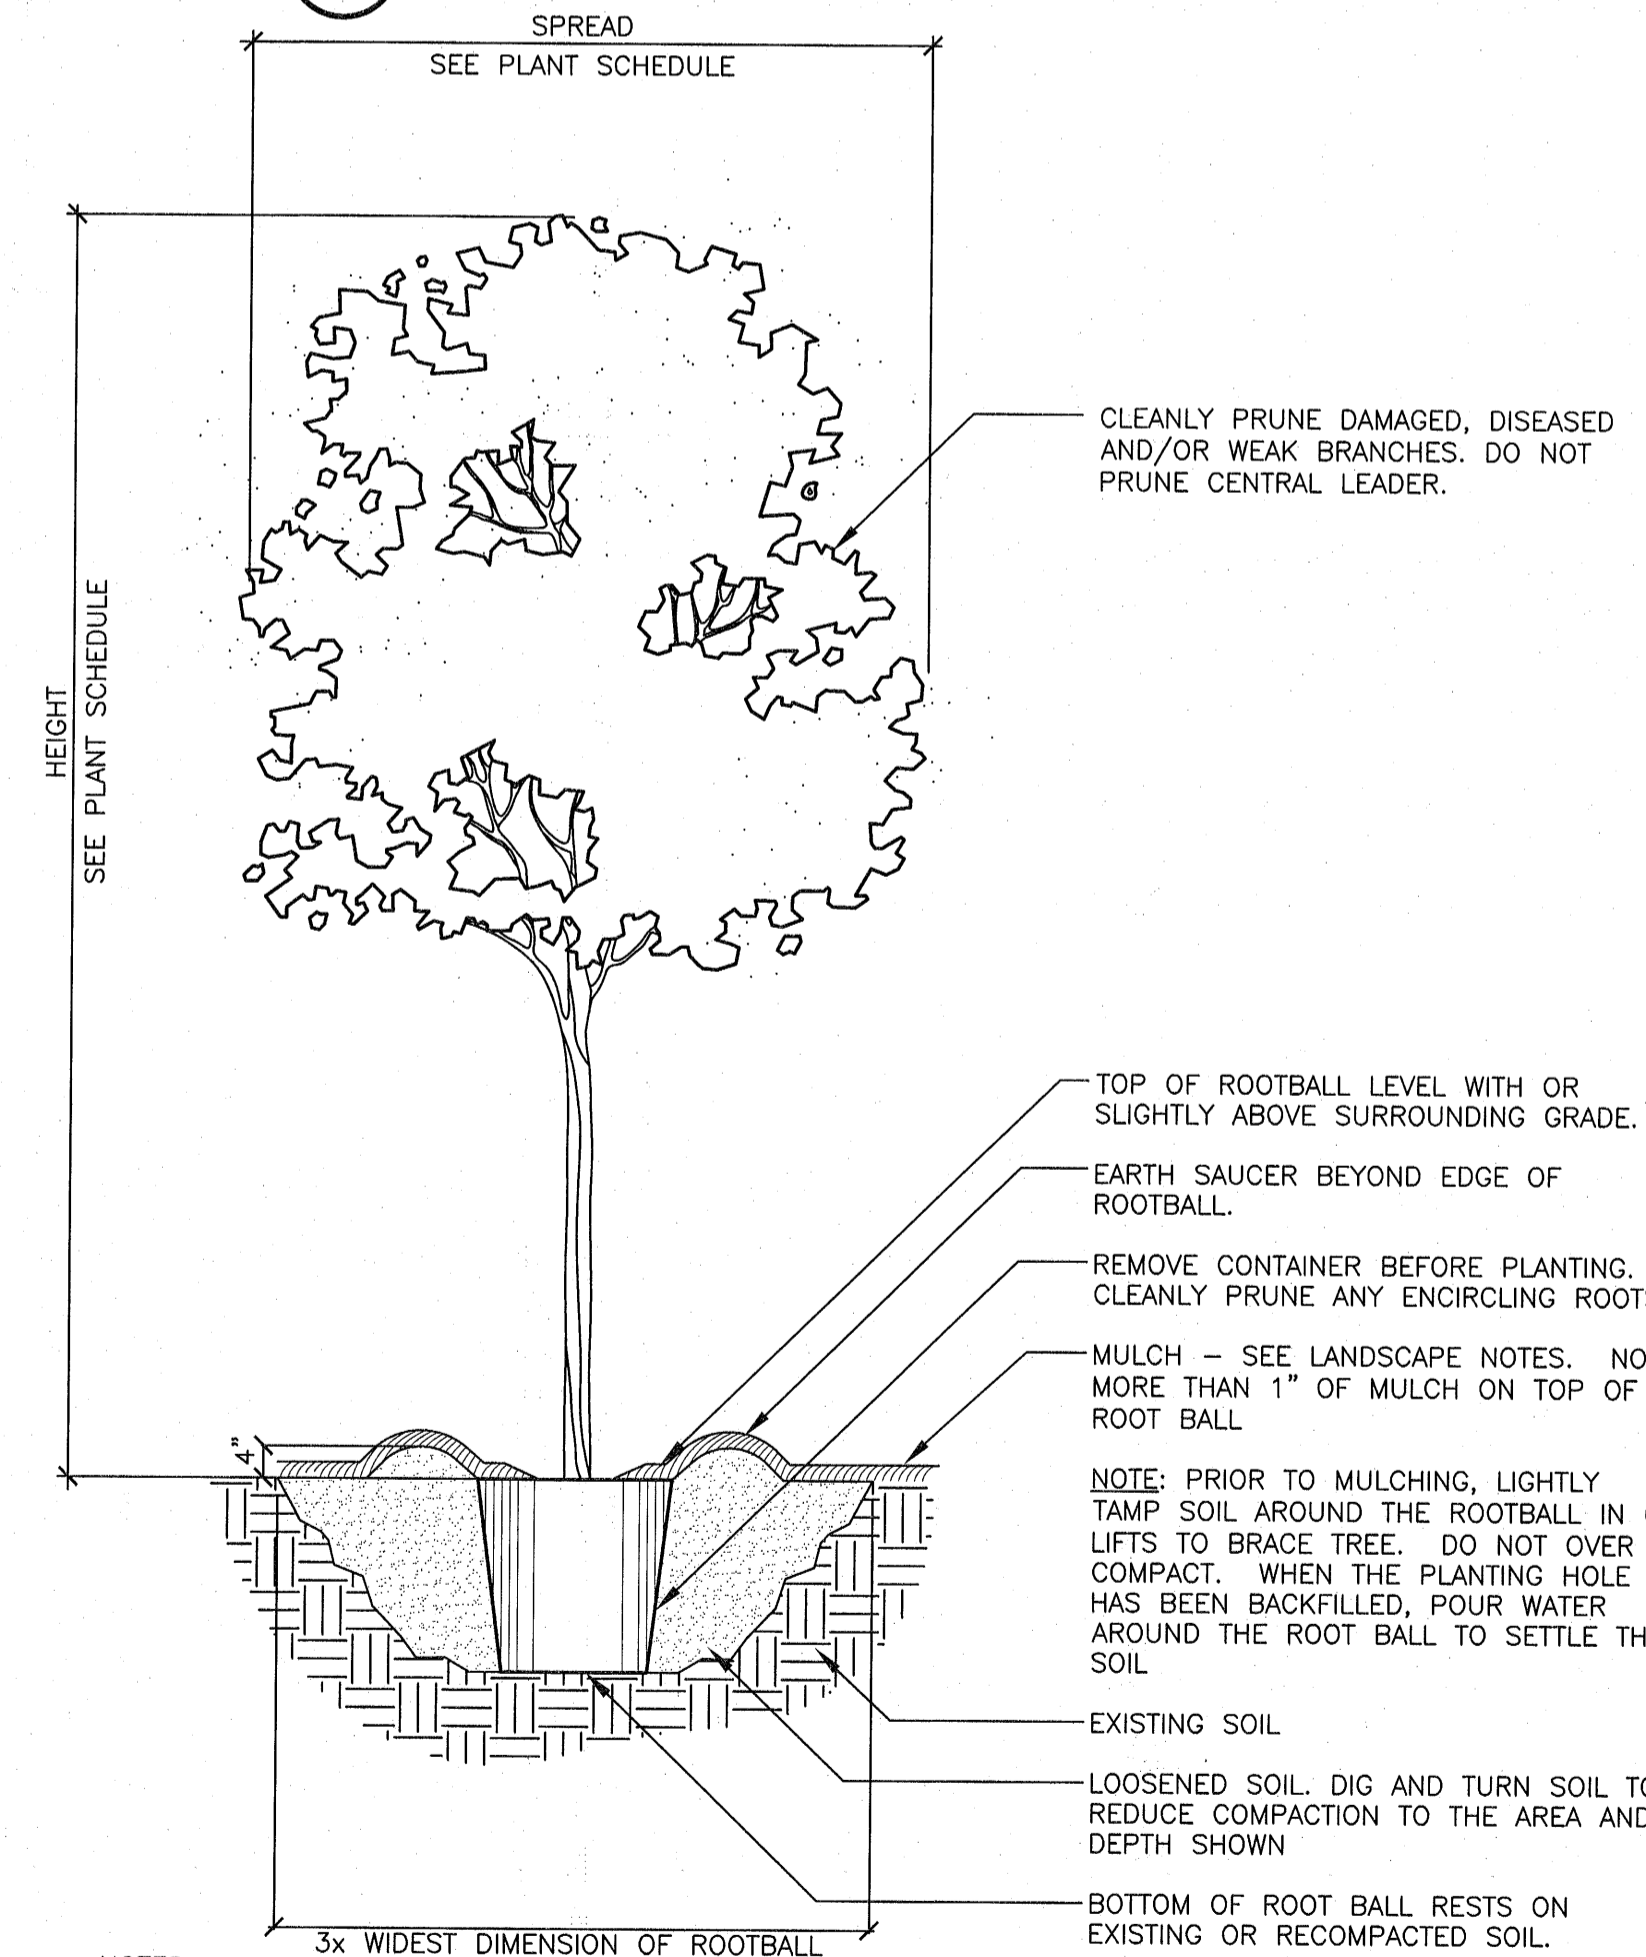 SPREAD
SEE PLANT SCHEDULE
HEIGHT
SEE PLANT SCHEDULE
CLEANLY PRUNE DAMAGED, DISEASED
AND/OR WEAK BRANCHES. DO NOT
PRUNE CENTRAL LEADER.
TOP OF ROOTBALL LEVEL WITH OR
SLIGHTLY ABOVE SURROUNDING GRADE.
EARTH SAUCER BEYOND EDGE OF
ROOTBALL.
REMOVE CONTAINER BEFORE PLANTING.
CLEANLY PRUNE ANY ENCIRCLING ROOTS
MULCH – SEE LANDSCAPE NOTES. NO
MORE THAN 1" OF MULCH ON TOP OF
ROOT BALL
4"
NOTE: PRIOR TO MULCHING, LIGHTLY
TAMP SOIL AROUND THE ROOTBALL IN
LIFTS TO BRACE TREE. DO NOT OVER
COMPACT. WHEN THE PLANTING HOLE
HAS BEEN BACKFILLED, POUR WATER
AROUND THE ROOT BALL TO SETTLE TH
SOIL
EXISTING SOIL
LOOSENED SOIL. DIG AND TURN SOIL TO
REDUCE COMPACTION TO THE AREA AND
DEPTH SHOWN
BOTTOM OF ROOT BALL RESTS ON
EXISTING OR RECOMPACTED SOIL.
3x WIDEST DIMENSION OF ROOTBALL